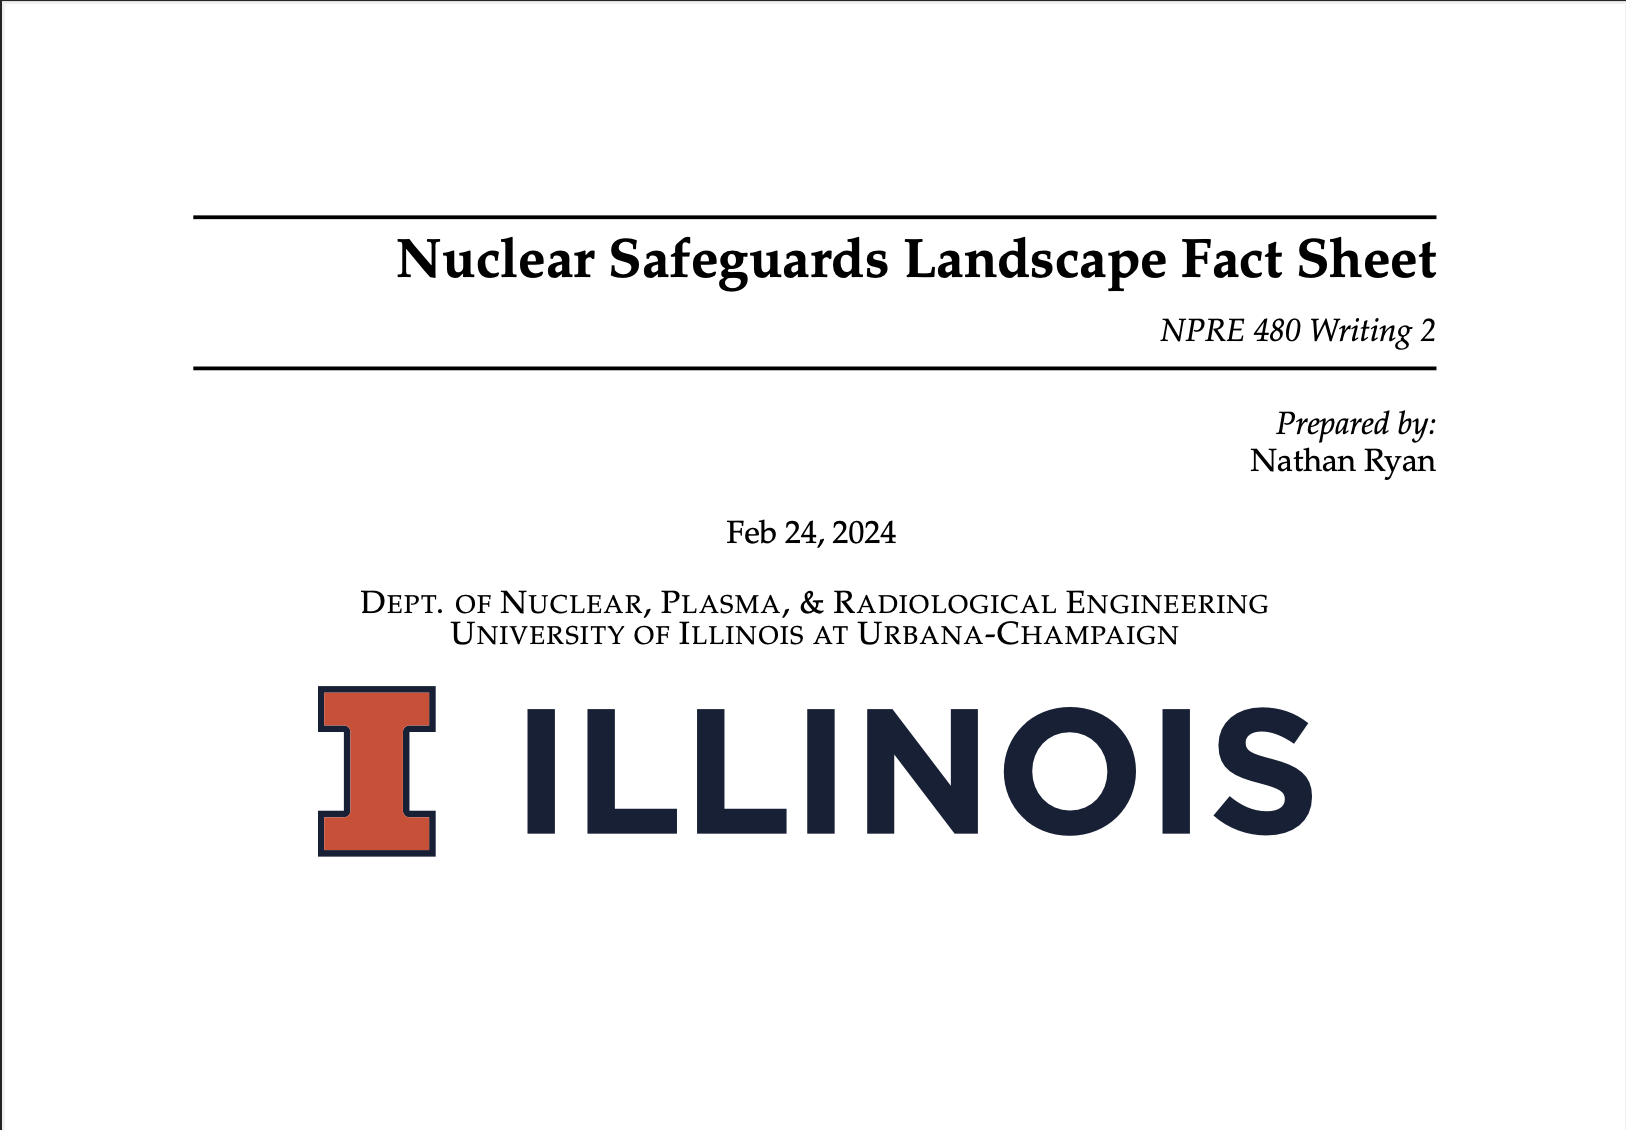 Nuclear Safeguards Landscape Fact Sheet
NPRE 480 Writing 2
Prepared by:
Nathan Ryan
Feb 24, 2024
Dept. of Nuclear, Plasma, & Radiological Engineering
University of Illinois at Urbana-Champaign
I ILLINOIS